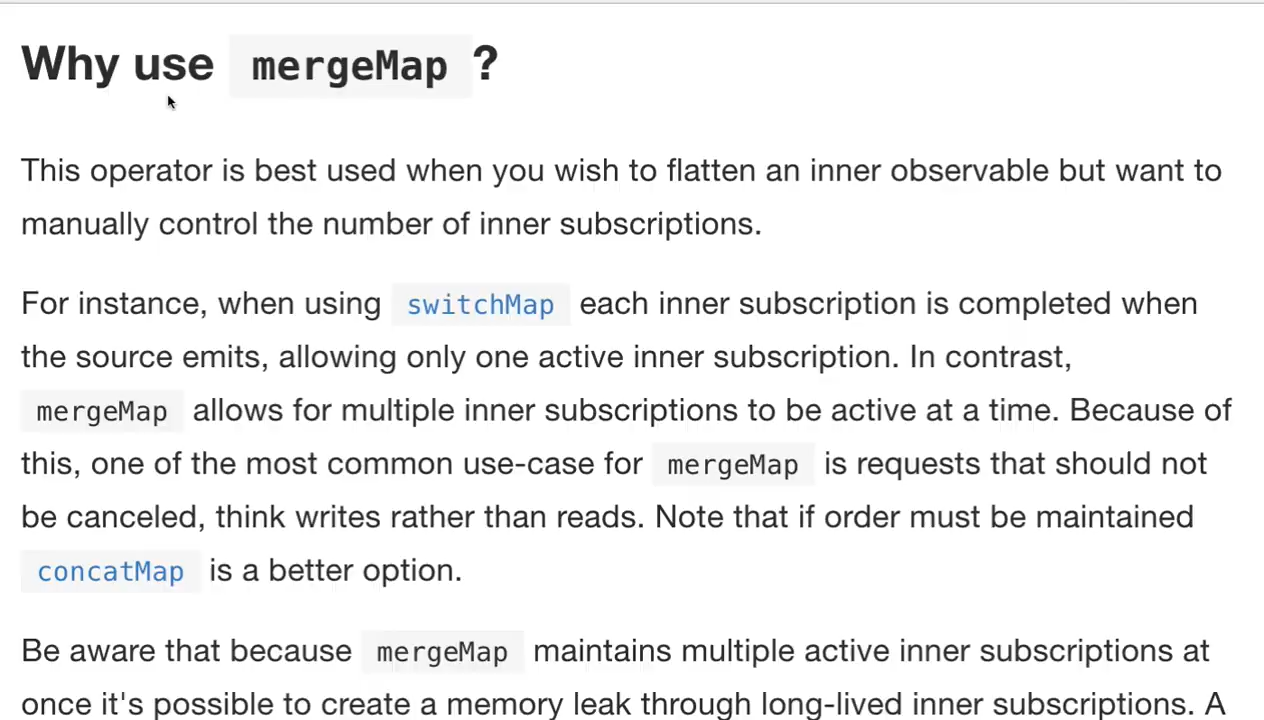 Why use mergeMap ?
This operator is best used when you wish to flatten an inner observable but want to
manually control the number of inner subscriptions.
For instance, when using switchMap each inner subscription is completed when
the source emits, allowing only one active inner subscription. In contrast,
mergeMap allows for multiple inner subscriptions to be active at a time. Because of
this, one of the most common use-case for mergeMap is requests that should not
be canceled, think writes rather than reads. Note that if order must be maintained
concatMap is a better option.
Be aware that because mergeMap maintains multiple active inner subscriptions at
once it's possible to create a memory leak through long-lived inner subscriptions. A